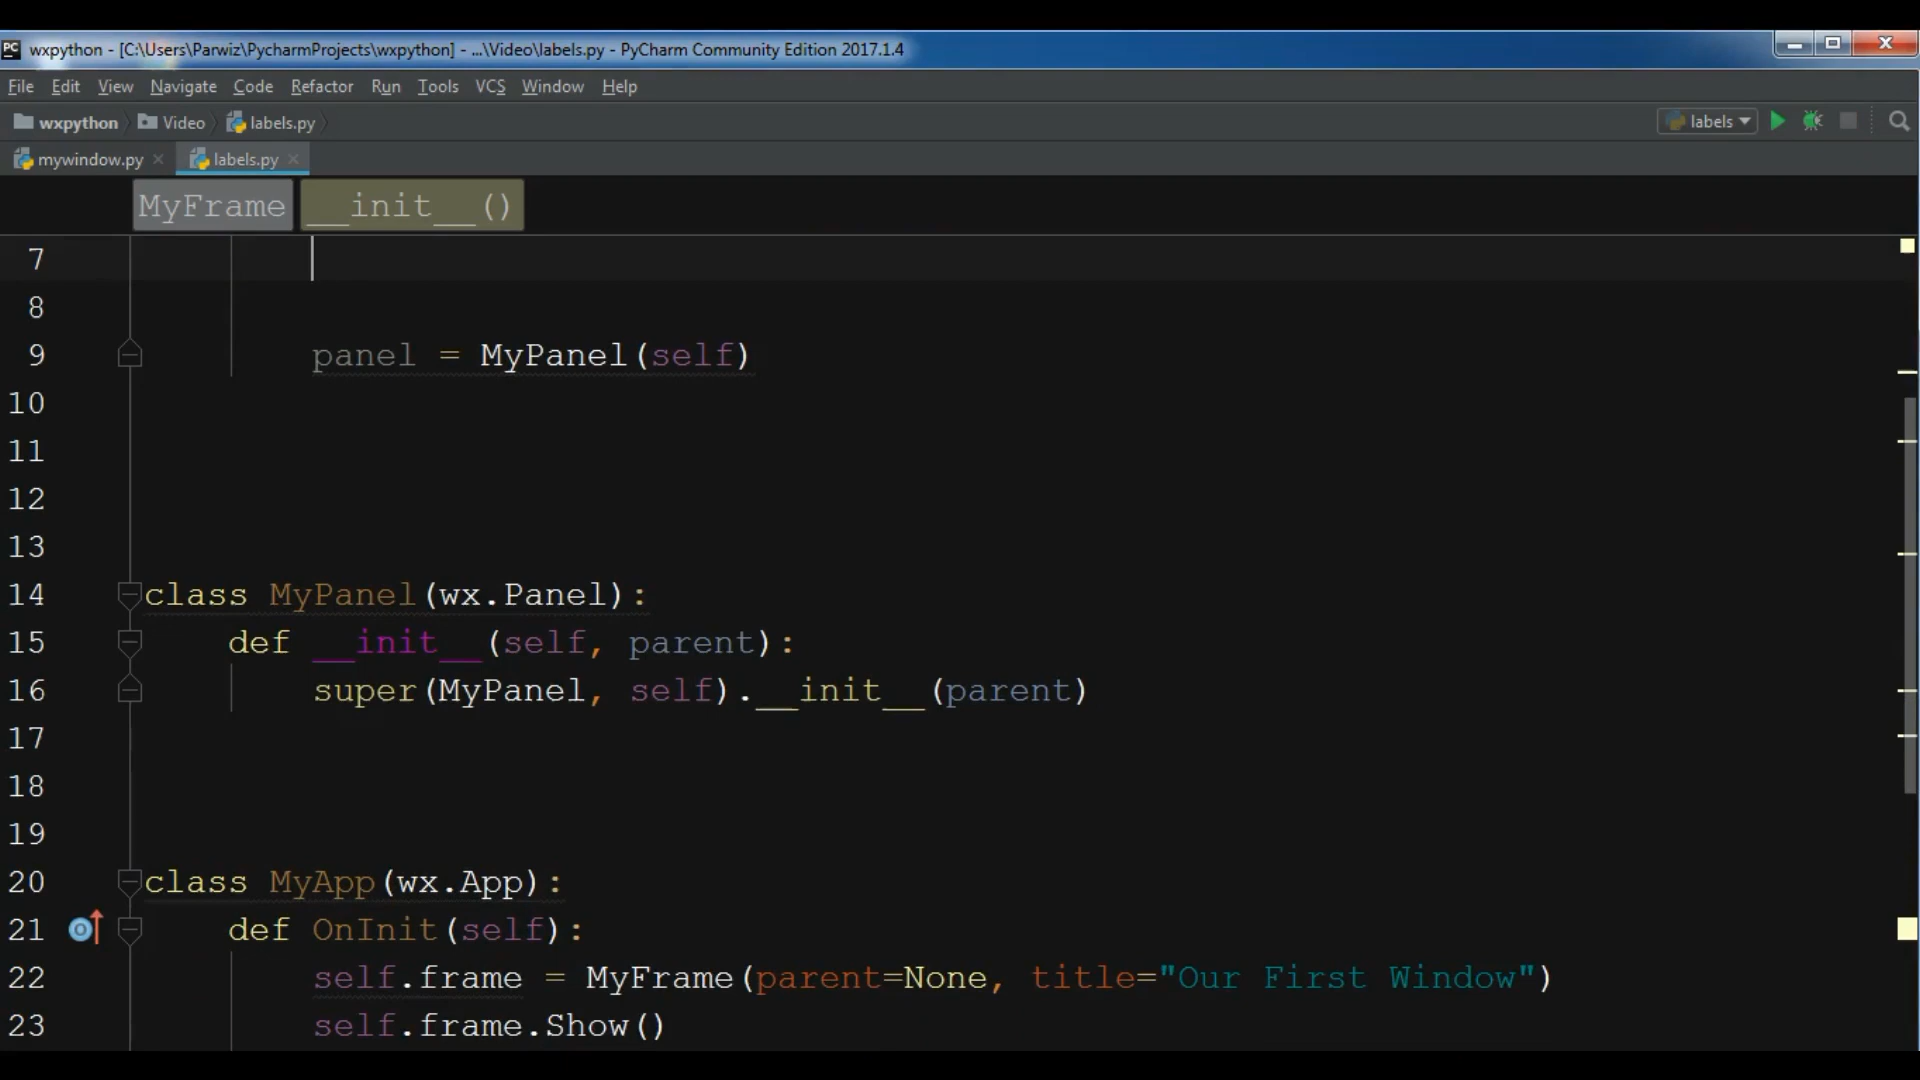 PC wxpython - [C:\Users\Parwiz\PycharmProjects\wxpython] - ...\Video\labels.py - PyCharm Community Edition 2017.1.4
File Edit View Navigate Code Refactor Run Tools VCS Window Help
wxpython Video labels.py labels
mywindow.py labels.py
MyFrame __init__()
7
8
9 panel = MyPanel(self)
10
11
12
13
14 class MyPanel(wx.Panel):
15 def __init__(self, parent):
16 super(MyPanel, self).__init__(parent)
17
18
19
20 class MyApp(wx.App):
21 def OnInit(self):
22 self.frame = MyFrame(parent=None, title="Our First Window")
23 self.frame.Show()